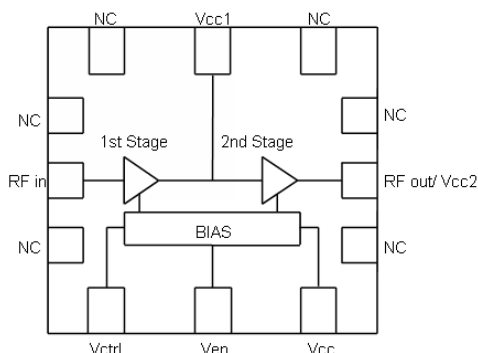 NC Vcc1 NC
NC NC
1st Stage 2nd Stage
RF in RF out/ Vcc2
BIAS
NC NC
Vctrl Ven Vcc